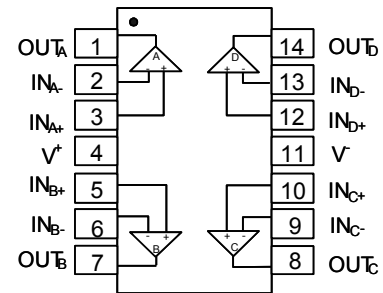 OUTA 1 14 OUTD
INA- 2 13 IND-
INA+ 3 12 IND+
V+ 4 11 V-
INB+ 5 10 INC+
INB- 6 9 INC-
OUTB 7 8 OUTC
A D
- + + -
- + + -
B C